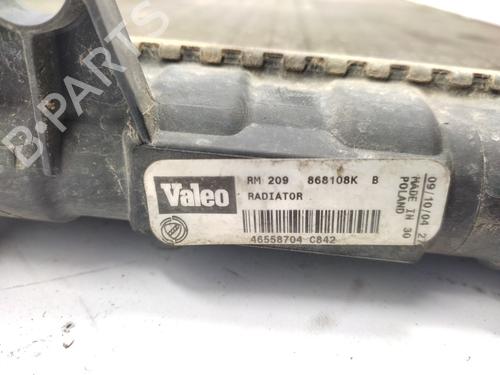 B-PARTS
Valeo
RM 209 868108K B
RADIATOR
46558704 C842
09/10/04
MADE IN 30
POLAND